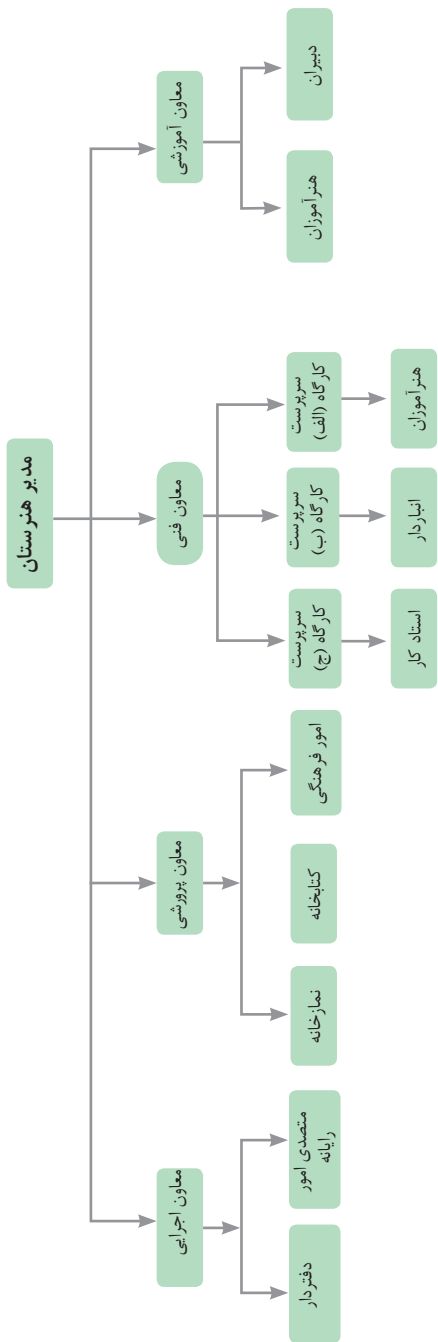 مدیر هنرستان
معاون آموزشی
معاون فنی
معاون پرورشی
معاون اجرایی
دبیران
هنرآموزان
سرپرست
کارگاه (الف)
سرپرست
کارگاه (ب)
سرپرست
کارگاه (ج)
امور فرهنگی
کتابخانه
نمازخانه
متصدی امور
رایانه
دفتردار
هنرآموزان
انباردار
استاد کار